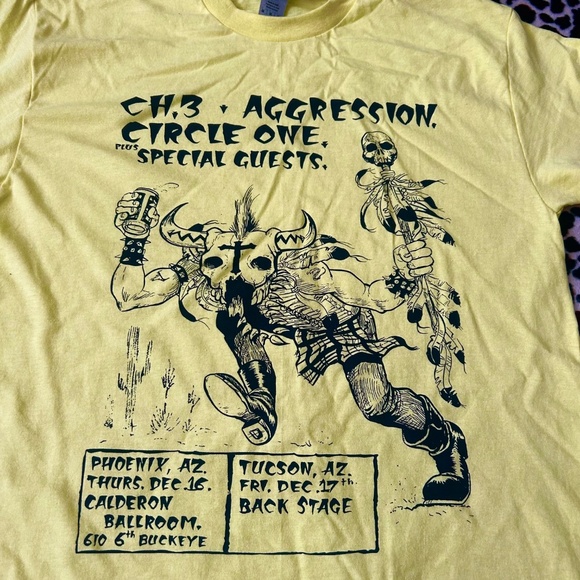 CH.3 · AGGRESSION.
CIRCLE ONE.
PLUS SPECIAL GUESTS.
PHOENIX, AZ.
THURS. DEC. 16.
CALDERON
BALLROOM.
610 6th BUCKEYE
TUCSON, AZ.
FRI. DEC. 17th.
BACK STAGE